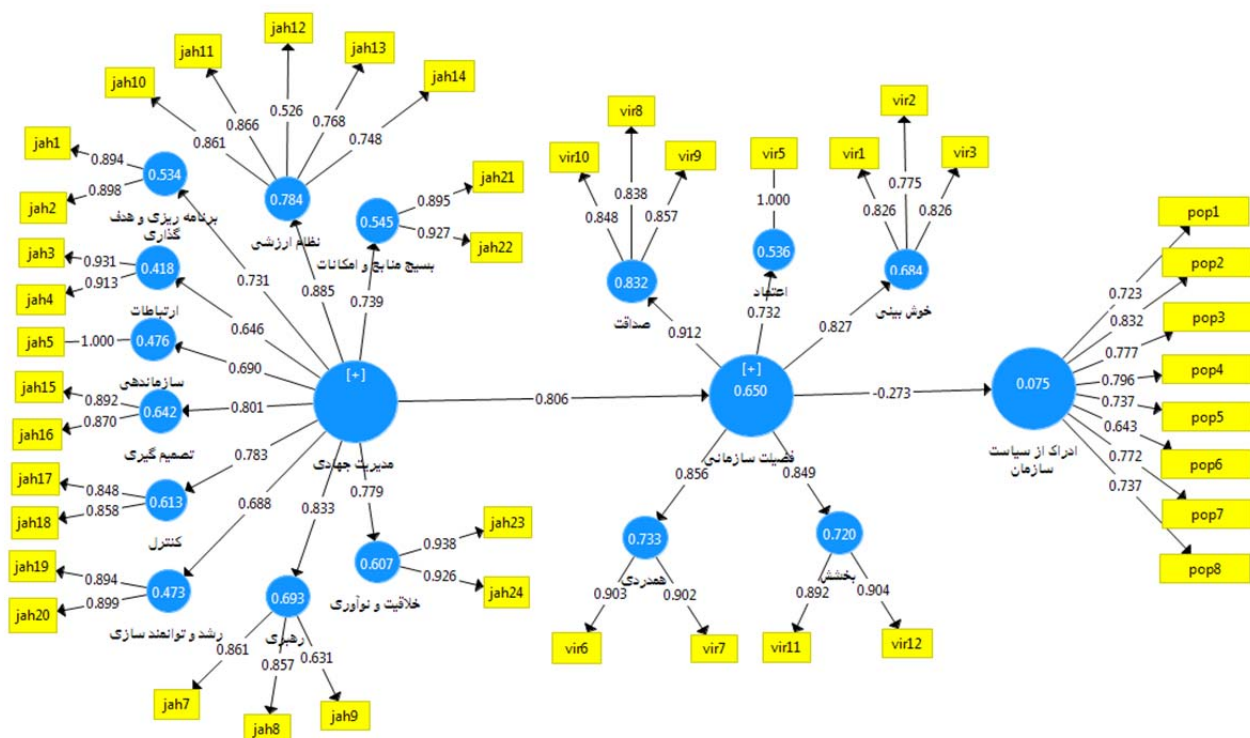 jah12
jah11
jah13
jah10
jah14
0.526
0.866
0.768
0.861
0.748
jah1
0.894
0.534
jah2
0.898
برنامه ریزی و هدف
گذاری
0.784
نظام ارزشی
jah21
0.895
0.545
0.927
jah22
بسیج منابع و امکانات
jah3
0.931
0.418
jah4
0.913
ارتباطات
0.731
0.885
0.739
0.646
jah5
1.000
0.476
سازماندهی
0.690
jah15
0.892
0.642
jah16
0.870
تصمیم گیری
0.801
[+]
مدیریت جهادی
0.806
jah17
0.848
0.613
jah18
0.858
کنترل
0.783
0.688
0.833
0.779
jah19
0.894
0.473
jah20
0.899
رشد و توانمند سازی
0.693
رهبری
0.861
0.857
0.631
jah7
jah8
jah9
0.607
خلاقیت و نوآوری
0.938
jah23
0.926
jah24
vir8
vir10
vir9
0.838
0.848
0.857
0.832
صداقت
vir5
1.000
0.536
اعتماد
vir2
vir1
vir3
0.775
0.826
0.826
0.684
خوش بینی
0.912
0.732
0.827
[+]
0.650
فضیلت سازمانی
-0.273
0.856
0.849
0.733
همدردی
0.903
0.902
vir6
vir7
0.720
بخشش
0.892
0.904
vir11
vir12
0.075
ادراک از سیاست
سازمان
pop1
0.723
pop2
0.832
pop3
0.777
pop4
0.796
pop5
0.737
pop6
0.643
pop7
0.772
pop8
0.737